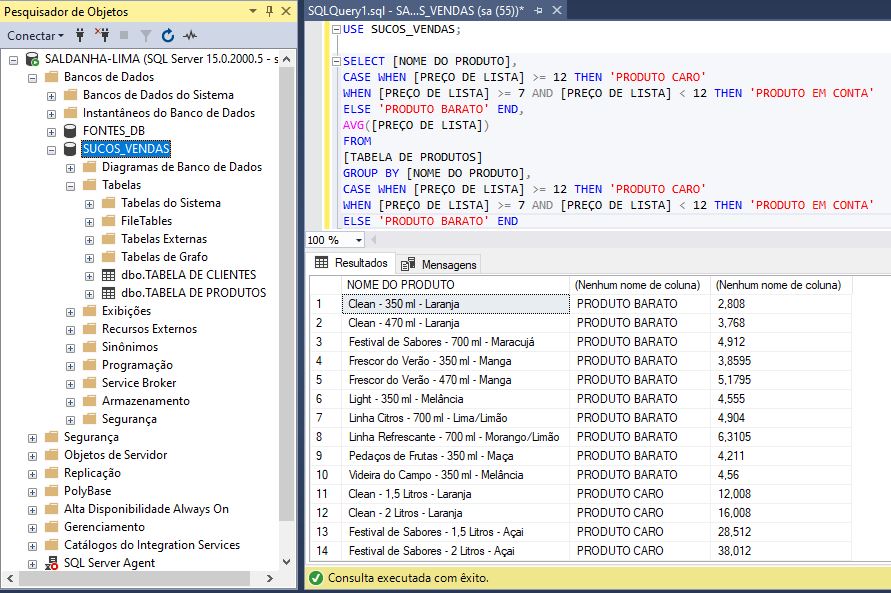 Pesquisador de Objetos
Conectar
SALDANHA-LIMA (SQL Server 15.0.2000.5 - s
Bancos de Dados
Bancos de Dados do Sistema
Instantâneos do Banco de Dados
FONTES_DB
SUCOS_VENDAS
Diagramas de Banco de Dados
Tabelas
Tabelas do Sistema
FileTables
Tabelas Externas
Tabelas de Grafo
dbo.TABELA DE CLIENTES
dbo.TABELA DE PRODUTOS
Exibições
Recursos Externos
Sinônimos
Programação
Service Broker
Armazenamento
Segurança
Segurança
Objetos de Servidor
Replicação
PolyBase
Alta Disponibilidade Always On
Gerenciamento
Catálogos do Integration Services
SQL Server Agent
SQLQuery1.sql - SA...S_VENDAS (sa (55))*
USE SUCOS_VENDAS;
SELECT [NOME DO PRODUTO],
CASE WHEN [PREÇO DE LISTA] >= 12 THEN 'PRODUTO CARO'
WHEN [PREÇO DE LISTA] >= 7 AND [PREÇO DE LISTA] < 12 THEN 'PRODUTO EM CONTA'
ELSE 'PRODUTO BARATO' END,
AVG([PREÇO DE LISTA])
FROM
[TABELA DE PRODUTOS]
GROUP BY [NOME DO PRODUTO],
CASE WHEN [PREÇO DE LISTA] >= 12 THEN 'PRODUTO CARO'
WHEN [PREÇO DE LISTA] >= 7 AND [PREÇO DE LISTA] < 12 THEN 'PRODUTO EM CONTA'
ELSE 'PRODUTO BARATO' END
100 %
Resultados Mensagens
NOME DO PRODUTO (Nenhum nome de coluna) (Nenhum nome de coluna)
1 Clean - 350 ml - Laranja PRODUTO BARATO 2,808
2 Clean - 470 ml - Laranja PRODUTO BARATO 3,768
3 Festival de Sabores - 700 ml - Maracujá PRODUTO BARATO 4,912
4 Frescor do Verão - 350 ml - Manga PRODUTO BARATO 3,8595
5 Frescor do Verão - 470 ml - Manga PRODUTO BARATO 5,1795
6 Light - 350 ml - Melância PRODUTO BARATO 4,555
7 Linha Citros - 700 ml - Lima/Limão PRODUTO BARATO 4,904
8 Linha Refrescante - 700 ml - Morango/Limão PRODUTO BARATO 6,3105
9 Pedaços de Frutas - 350 ml - Maça PRODUTO BARATO 4,211
10 Videira do Campo - 350 ml - Melância PRODUTO BARATO 4,56
11 Clean - 1,5 Litros - Laranja PRODUTO CARO 12,008
12 Clean - 2 Litros - Laranja PRODUTO CARO 16,008
13 Festival de Sabores - 1,5 Litros - Açai PRODUTO CARO 28,512
14 Festival de Sabores - 2 Litros - Açai PRODUTO CARO 38,012
Consulta executada com êxito.